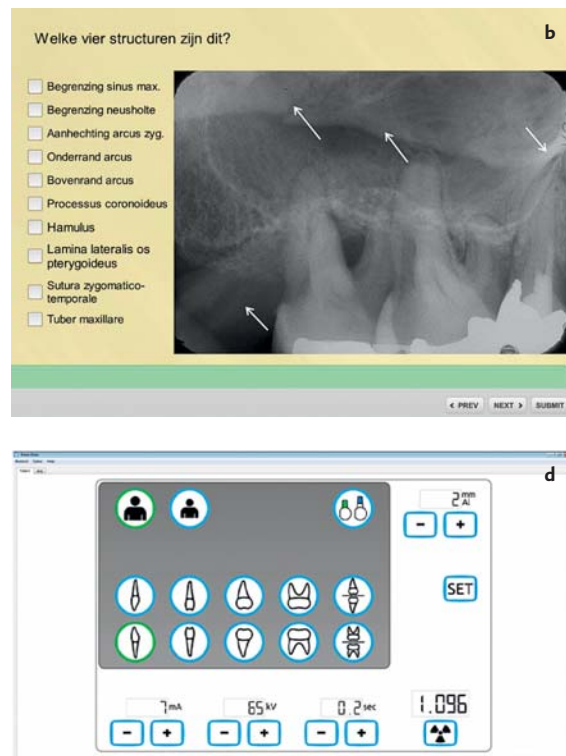 Welke vier structuren zijn dit?
b
Begrenzing sinus max.
Begrenzing neusholte
Aanhechting arcus zyg.
Onderrand arcus
Bovenrand arcus
Processus coronoideus
Hamulus
Lamina lateralis os
pterygoideus
Sutura zygomatico-
temporale
Tuber maxillare
< PREV NEXT > SUBMIT
d
2 mm Al
- +
SET
7 mA 65 kV 0.2 sec 1.096
- + - + - +